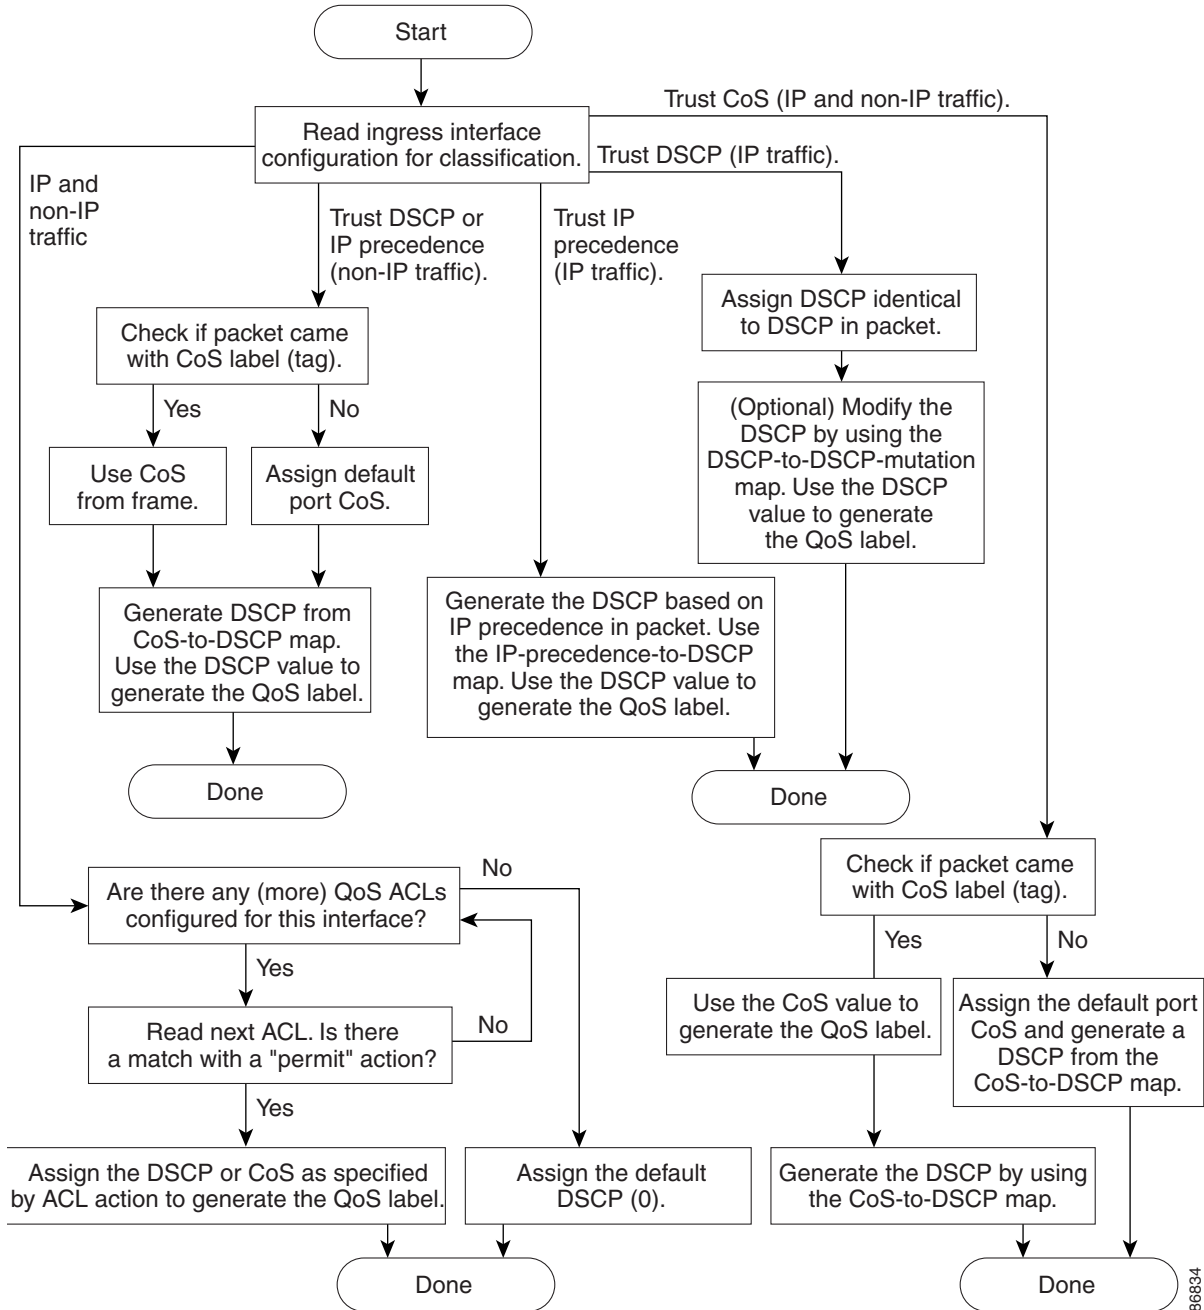 Start
Trust CoS (IP and non-IP traffic).
Read ingress interface
configuration for classification.
Trust DSCP (IP traffic).
IP and
non-IP
traffic
Trust DSCP or
IP precedence
(non-IP traffic).
Trust IP
precedence
(IP traffic).
Assign DSCP identical
to DSCP in packet.
Check if packet came
with CoS label (tag).
Yes
No
(Optional) Modify the
DSCP by using the
DSCP-to-DSCP-mutation
map. Use the DSCP
value to generate
the QoS label.
Use CoS
from frame.
Assign default
port CoS.
Generate DSCP from
CoS-to-DSCP map.
Use the DSCP value to
generate the QoS label.
Generate the DSCP based on
IP precedence in packet. Use
the IP-precedence-to-DSCP
map. Use the DSCP value to
generate the QoS label.
Done
Done
Check if packet came
with CoS label (tag).
Are there any (more) QoS ACLs
configured for this interface?
No
Yes
Yes
No
Read next ACL. Is there
a match with a "permit" action?
No
Use the CoS value to
generate the QoS label.
Assign the default port
CoS and generate a
DSCP from the
CoS-to-DSCP map.
Yes
Assign the DSCP or CoS as specified
by ACL action to generate the QoS label.
Assign the default
DSCP (0).
Generate the DSCP by using
the CoS-to-DSCP map.
Done
Done
86834